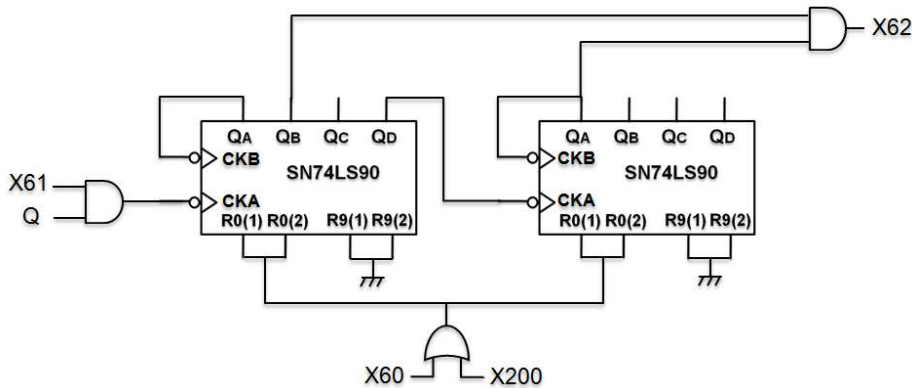 X62
QA QB QC QD
CKB
SN74LS90
CKA
R0(1) R0(2) R9(1) R9(2)
QA QB QC QD
CKB
SN74LS90
CKA
R0(1) R0(2) R9(1) R9(2)
X61
Q
X60 X200